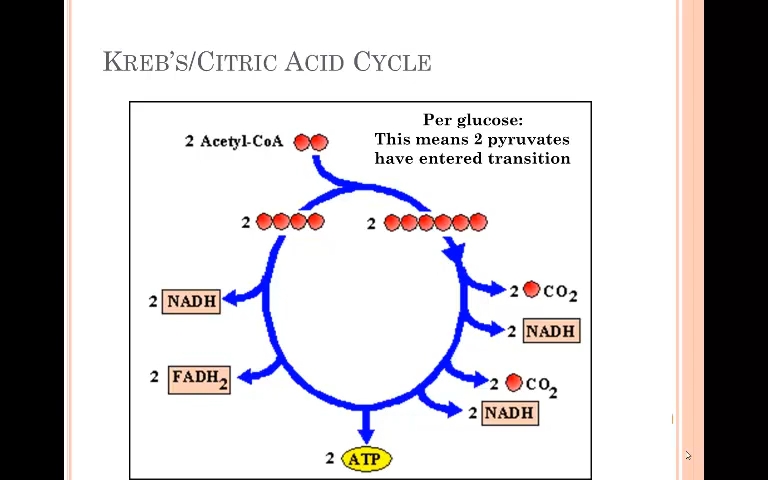 KREB'S/CITRIC ACID CYCLE
Per glucose:
This means 2 pyruvates
have entered transition
2 Acetyl-CoA
2
2
2 CO2
2 NADH
2 CO2
2 NADH
2 ATP
2 FADH2
2 NADH